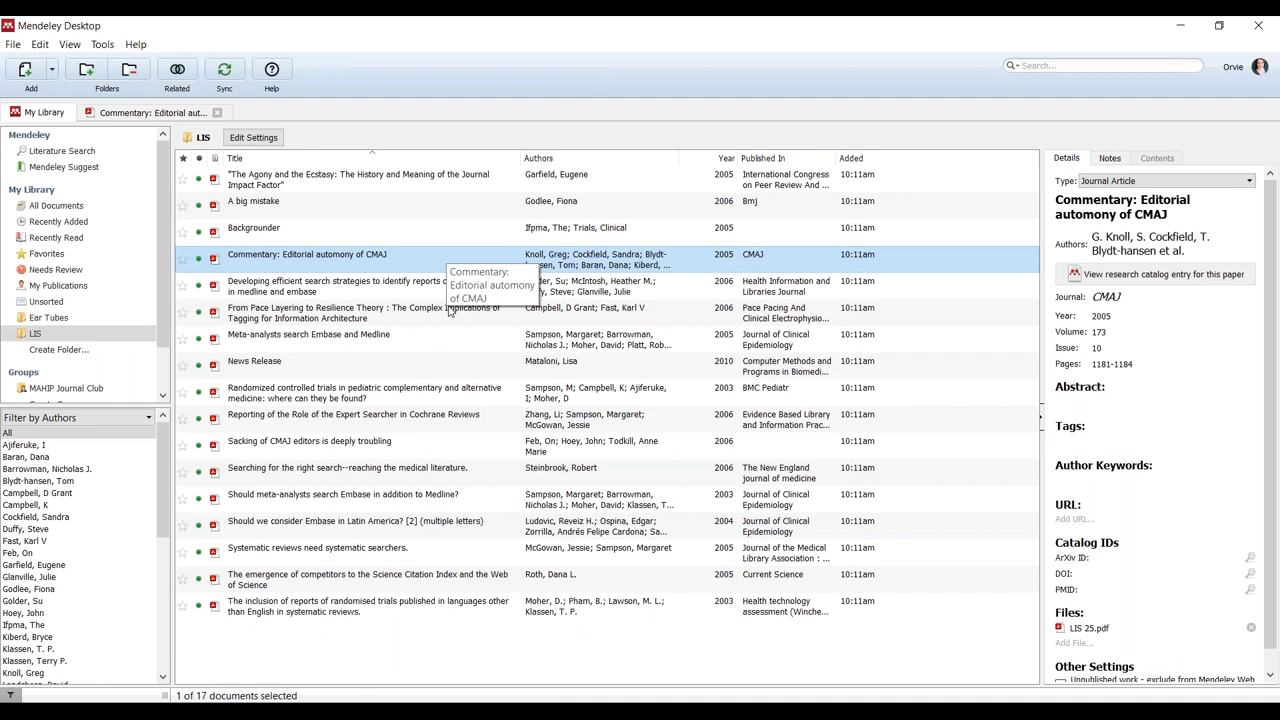 Mendeley Desktop
File Edit View Tools Help
Search...
Orvie
Add Folders Related Sync Help
My Library
Commentary: Editorial aut...
Mendeley
Literature Search
Mendeley Suggest
My Library
All Documents
Recently Added
Recently Read
Favorites
Needs Review
My Publications
Unsorted
Ear Tubes
LIS
Create Folder...
Groups
MAHIP Journal Club
Filter by Authors
All
Ajiferuke, I
Baran, Dana
Barrowman, Nicholas J.
Blydt-hansen, Tom
Campbell, D Grant
Campbell, K
Cockfield, Sandra
Duffy, Steve
Fast, Karl V
Feb, On
Garfield, Eugene
Glanville, Julie
Godlee, Fiona
Golder, Su
Hoey, John
Ifpma, The
Kiberd, Bryce
Klassen, T. P.
Klassen, Terry P.
Knoll, Greg
LIS Edit Settings
Title Authors Year Published In Added
"The Agony and the Ecstasy: The History and Meaning of the Journal Garfield, Eugene 2005 International Congress 10:11am
Impact Factor" on Peer Review And ...
A big mistake Godlee, Fiona 2006 Bmj 10:11am
Backgrounder Ifpma, The; Trials, Clinical 2005 10:11am
Commentary: Editorial automony of CMAJ Knoll, Greg; Cockfield, Sandra; Blydt- 2005 CMAJ 10:11am
sen, Tom; Baran, Dana; Kiberd, ...
Commentary:
Editorial automony
of CMAJ
Developing efficient search strategies to identify reports o der, Su; McIntosh, Heather M.; 2006 Health Information and 10:11am
in medline and embase fy, Steve; Glanville, Julie Libraries Journal
From Pace Layering to Resilience Theory : The Complex Implications of Campbell, D Grant; Fast, Karl V 2006 Pacing And 10:11am
Tagging for Information Architecture Clinical Electrophysio...
Meta-analysts search Embase and Medline Sampson, Margaret; Barrowman, 2005 Journal of Clinical 10:11am
Nicholas J.; Moher, David; Platt, Rob... Epidemiology
News Release Mataloni, Lisa 2010 Computer Methods and 10:11am
Programs in Biomedi...
Randomized controlled trials in pediatric complementary and alternative Sampson, M; Campbell, K; Ajiferuke, 2003 BMC Pediatr 10:11am
medicine: where can they be found? I; Moher, D
Reporting of the Role of the Expert Searcher in Cochrane Reviews Zhang, Li; Sampson, Margaret; 2006 Evidence Based Library 10:11am
McGowan, Jessie and Information Prac...
Sacking of CMAJ editors is deeply troubling Feb, On; Hoey, John; Todkill, Anne 2006 10:11am
Marie
Searching for the right search--reaching the medical literature. Steinbrook, Robert 2006 The New England 10:11am
journal of medicine
Should meta-analysts search Embase in addition to Medline? Sampson, Margaret; Barrowman, 2003 Journal of Clinical 10:11am
Nicholas J.; Moher, David; Klassen, T... Epidemiology
Should we consider Embase in Latin America? [2] (multiple letters) Ludovic, Reveiz H.; Ospina, Edgar; 2004 Journal of Clinical 10:11am
Zorrilla, Andrés Felipe Cardona; Sa... Epidemiology
Systematic reviews need systematic searchers. McGowan, Jessie; Sampson, Margaret 2005 Journal of the Medical 10:11am
Library Association : ...
The emergence of competitors to the Science Citation Index and the Web Roth, Dana L. 2005 Current Science 10:11am
of Science
The inclusion of reports of randomised trials published in languages other Moher, D.; Pham, B.; Lawson, M. L.; 2003 Health technology 10:11am
than English in systematic reviews. Klassen, T. P. assessment (Winche...
1 of 17 documents selected
Details Notes Contents
Type: Journal Article
Commentary: Editorial
automony of CMAJ
Authors: G. Knoll, S. Cockfield, T.
Blydt-hansen et al.
View research catalog entry for this paper
Journal: CMAJ
Year: 2005
Volume: 173
Issue: 10
Pages: 1181-1184
Abstract:
Tags:
Author Keywords:
URL:
Add URL...
Catalog IDs
ArXiv ID:
DOI:
PMID:
Files:
LIS 25.pdf
Add File...
Other Settings
Unpublished work - exclude from Mendeley Web